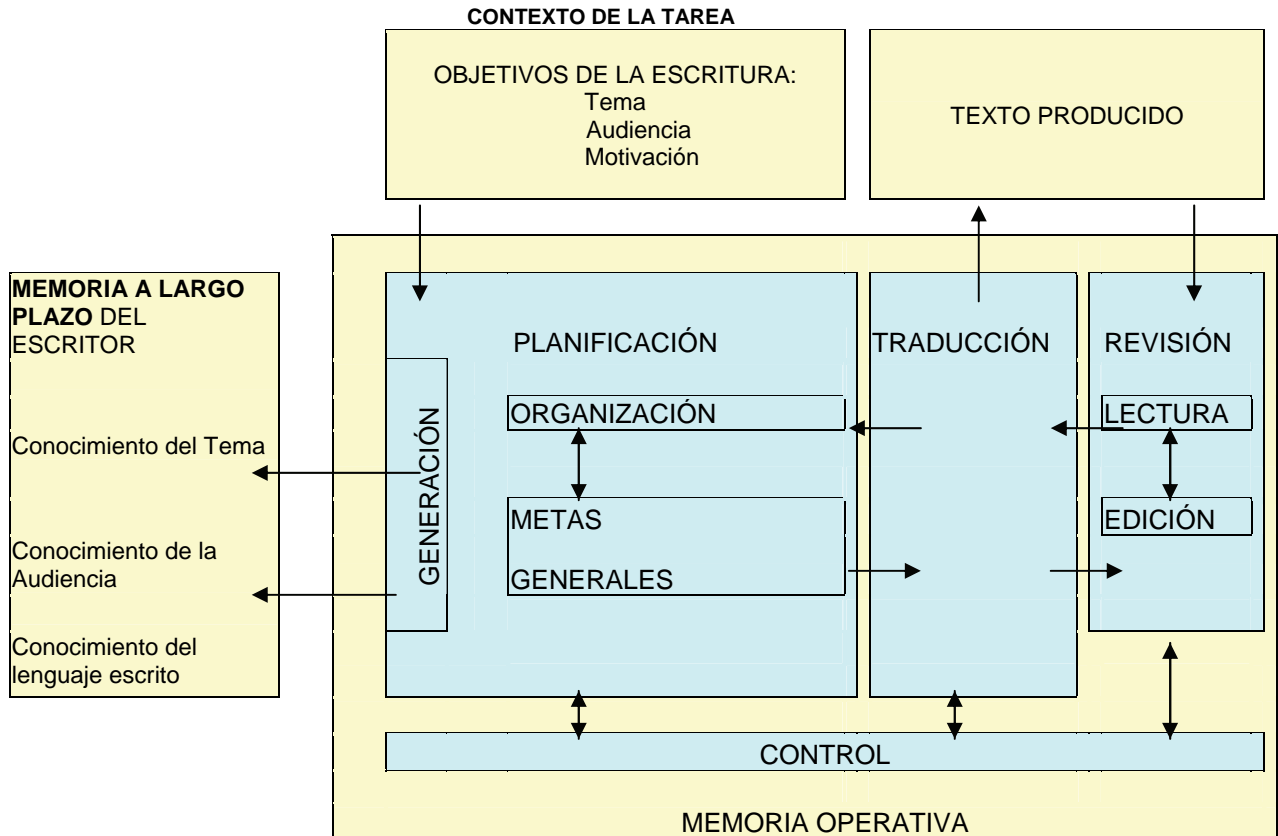 CONTEXTO DE LA TAREA
OBJETIVOS DE LA ESCRITURA:
Tema
Audiencia
Motivación
TEXTO PRODUCIDO
MEMORIA A LARGO
PLAZO DEL
ESCRITOR
Conocimiento del Tema
Conocimiento de la
Audiencia
Conocimiento del
lenguaje escrito
PLANIFICACIÓN
GENERACIÓN
ORGANIZACIÓN
METAS
GENERALES
TRADUCCIÓN
REVISIÓN
LECTURA
EDICIÓN
CONTROL
MEMORIA OPERATIVA